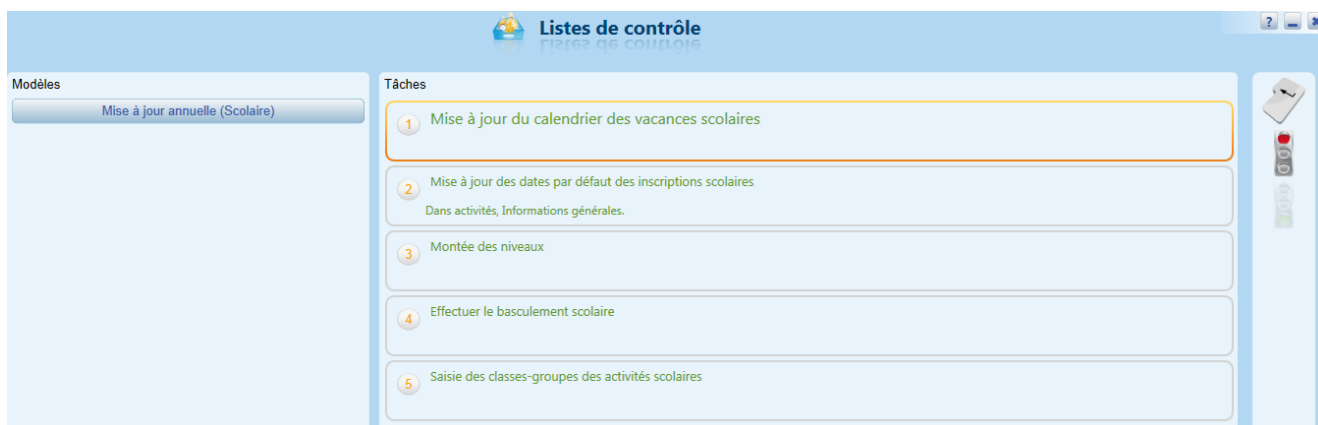 Listes de contrôle
?
Modèles
Mise à jour annuelle (Scolaire)
Tâches
1 Mise à jour du calendrier des vacances scolaires
2 Mise à jour des dates par défaut des inscriptions scolaires
Dans activités, Informations générales.
3 Montée des niveaux
4 Effectuer le basculement scolaire
5 Saisie des classes-groupes des activités scolaires